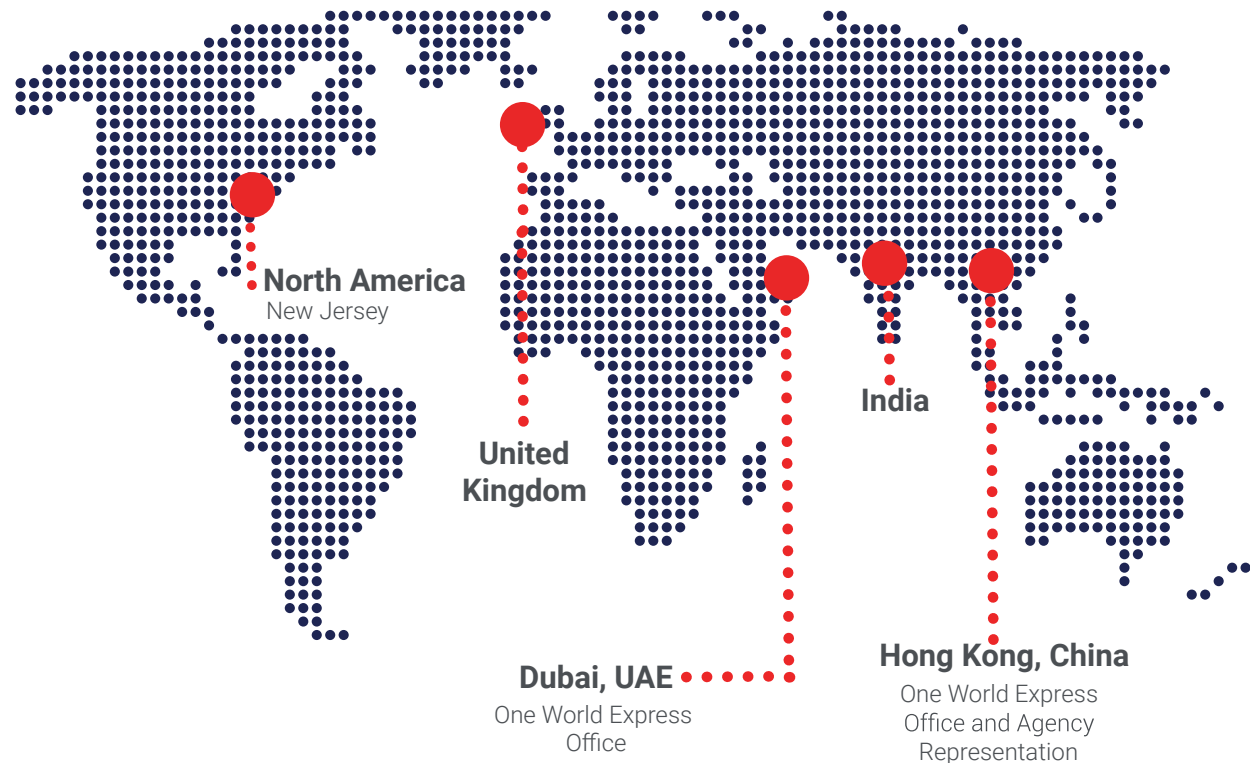 North America
New Jersey
United
Kingdom
India
Dubai, UAE
One World Express
Office
Hong Kong, China
One World Express
Office and Agency
Representation